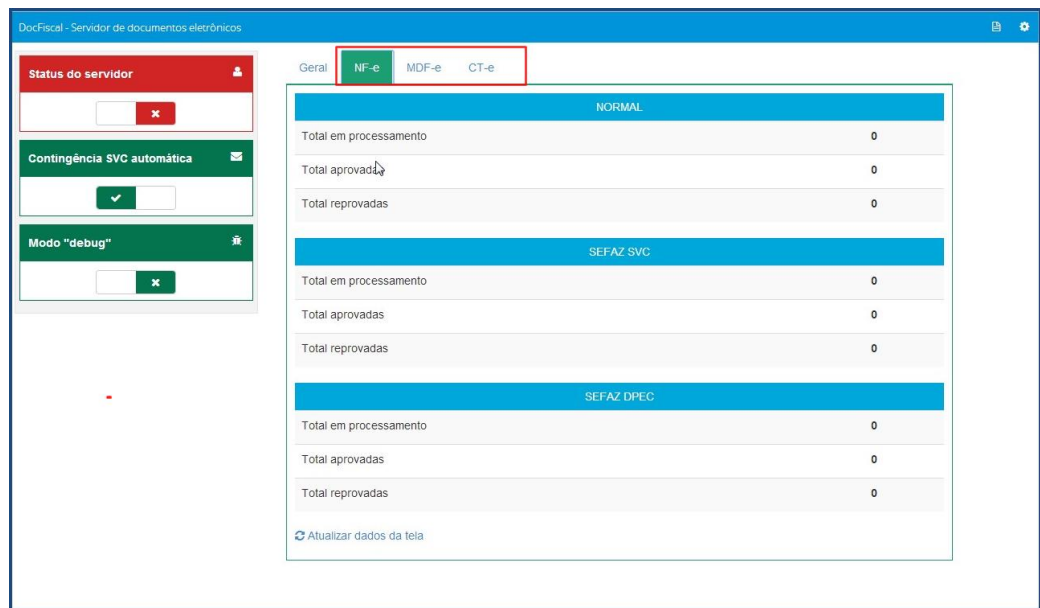 DocFiscal - Servidor de documentos eletrônicos
Status do servidor
Contingência SVC automática
Modo "debug"
Geral NF-e MDF-e CT-e
NORMAL
Total em processamento 0
Total aprovadas 0
Total reprovadas 0
SEFAZ SVC
Total em processamento 0
Total aprovadas 0
Total reprovadas 0
SEFAZ DPEC
Total em processamento 0
Total aprovadas 0
Total reprovadas 0
Atualizar dados da tela